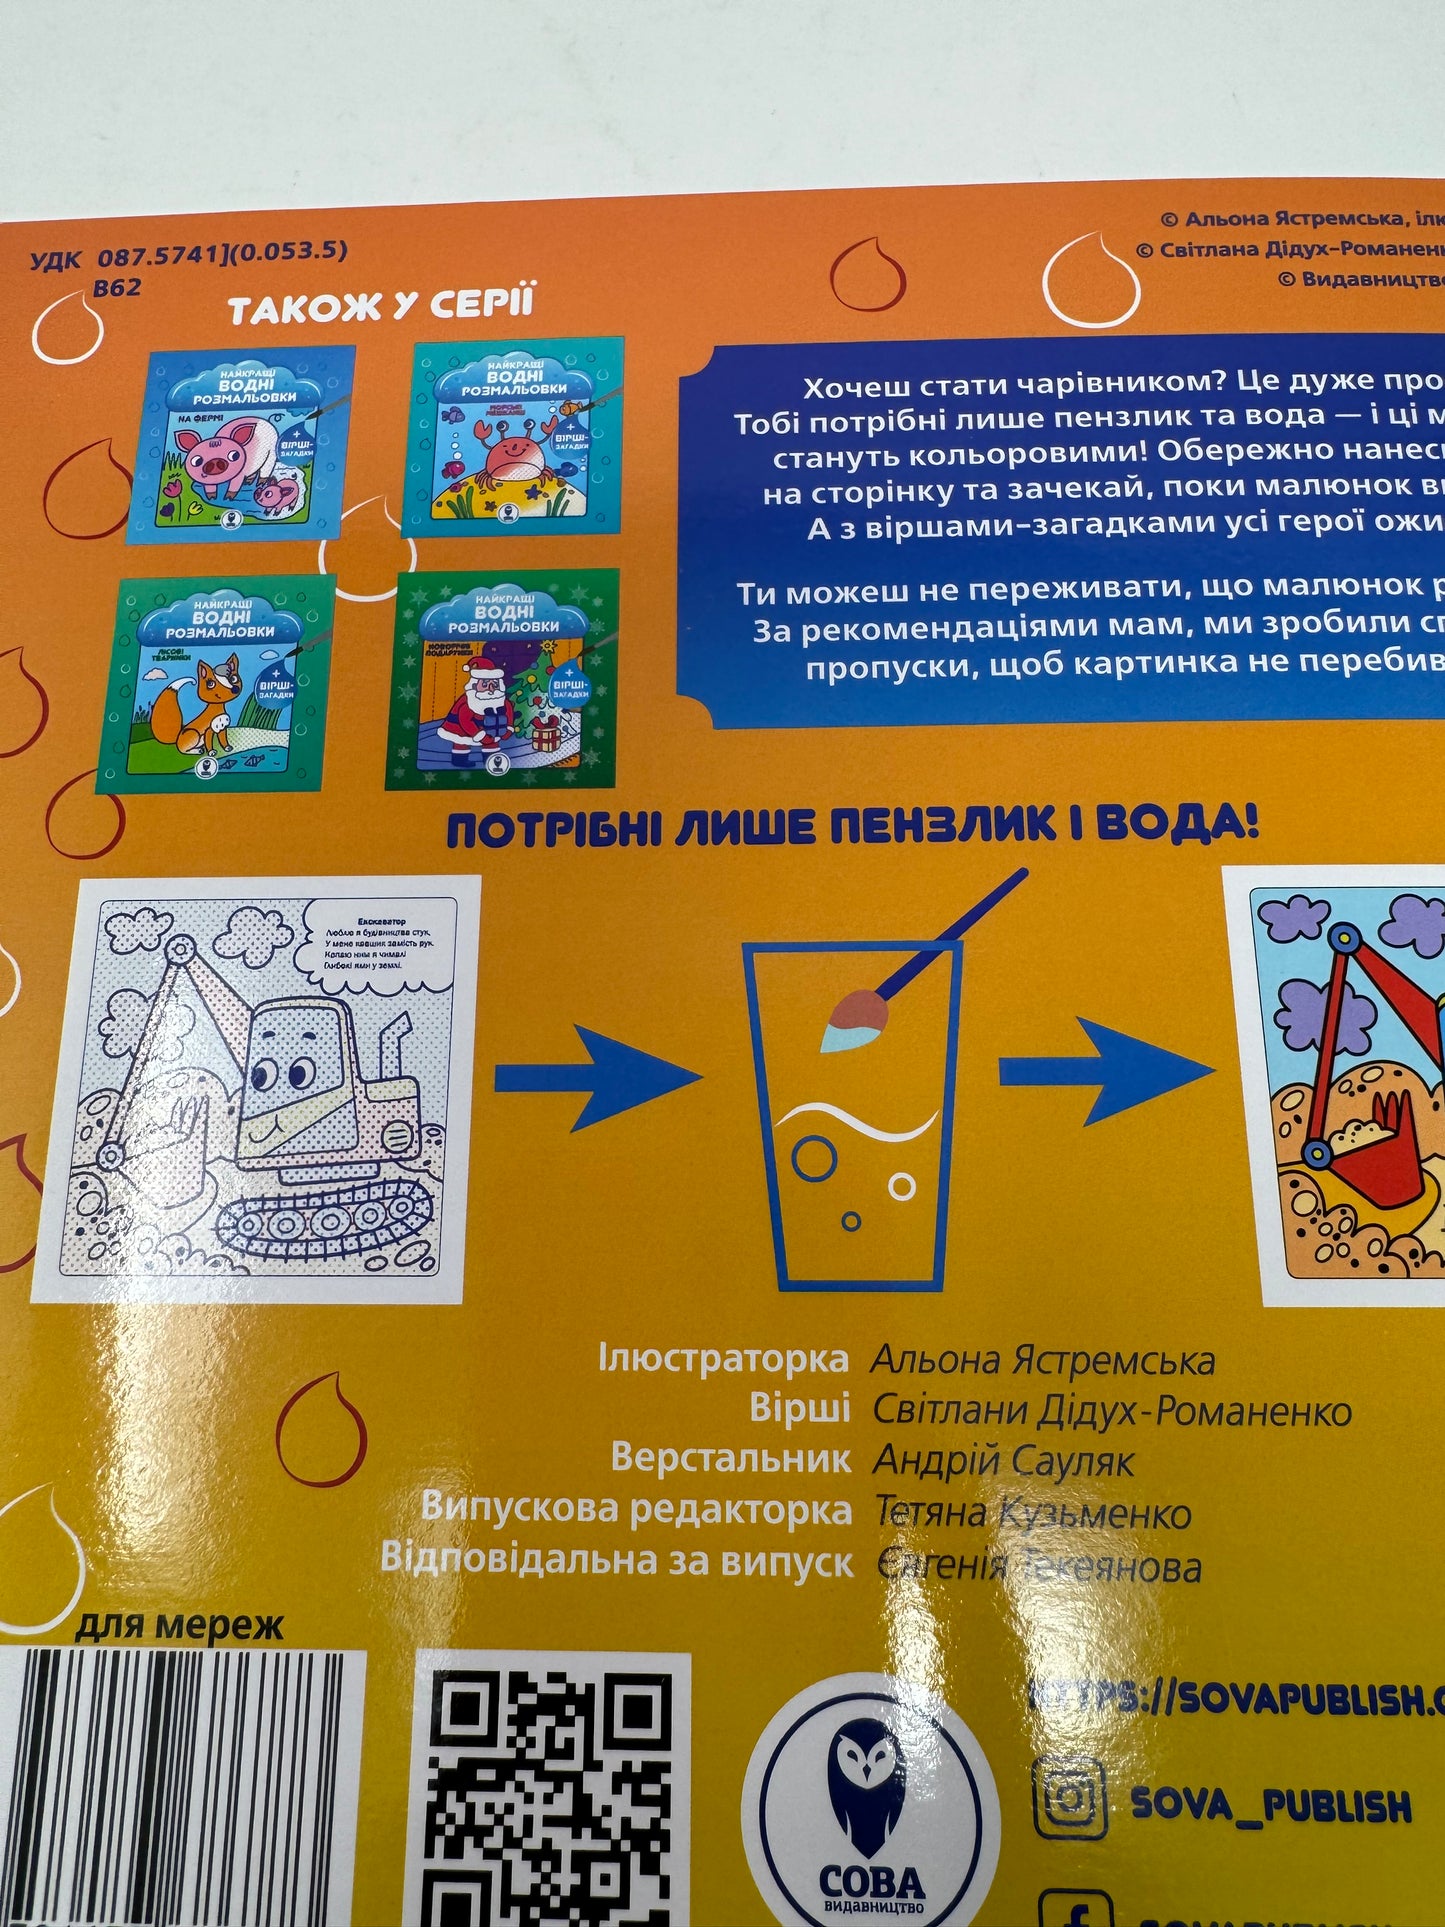 УДК 087.5741](0.053.5)
В62
© Альона Ястремська,
© Світлана Дідух-Романенк
© Видавництво
ТАКОЖ У СЕРІЇ
НАЙКРАЩІ
ВОДНІ
РОЗМАЛЬОВКИ
НА ФЕРМІ
+
ВІРШІ-
ЗАГАДКИ
НАЙКРАЩІ
ВОДНІ
РОЗМАЛЬОВКИ
+
ВІРШІ-
ЗАГАДКИ
НАЙКРАЩІ
ВОДНІ
РОЗМАЛЬОВКИ
ЛІСОВІ
ТВАРИНКИ
+
ВІРШІ-
ЗАГАДКИ
НАЙКРАЩІ
ВОДНІ
РОЗМАЛЬОВКИ
НОВОРІЧНІ
ПОДАРУНКИ
+
ВІРШІ-
ЗАГАДКИ
Хочеш стати чарівником? Це дуже про
Тобі потрібні лише пензлик та вода — і ці м
стануть кольоровими! Обережно нанес
на сторінку та зачекай, поки малюнок
А з віршами-загадками усі герої ожи
Ти можеш не переживати, що малюнок
За рекомендаціями мам, ми зробили
пропуски, щоб картинка не перебив
ПОТРІБНІ ЛИШЕ ПЕНЗЛИК І ВОДА!
Екскаватор
Люблю я будівництва стук,
У мене ківшик замість рук.
Копаю ним я чималі
Глибокі ями у землі.
Ілюстраторка Альона Ястремська
Вірші Світлани Дідух-Романенко
Верстальник Андрій Сауляк
Випускова редакторка Тетяна Кузьменко
Відповідальна за випуск Євгенія Текеянова
для мереж
HTTPS://SOVAPUBLISH.
SOVA_PUBLISH
СОВА
ВИДАВНИЦТВО